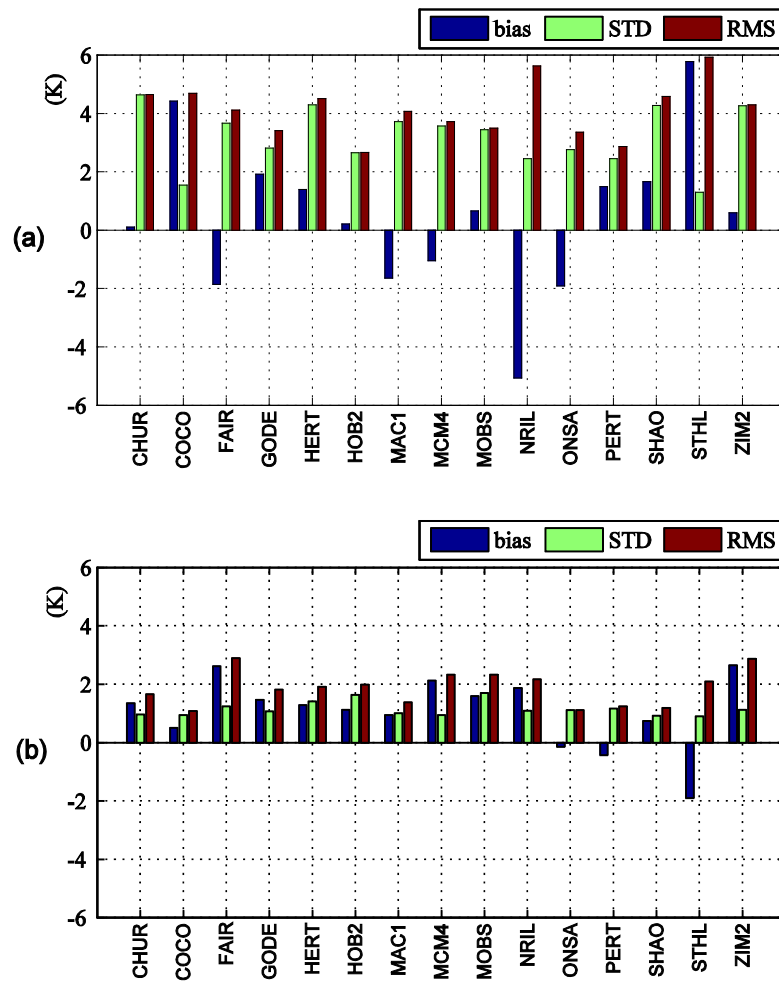 bias STD RMS
(K)
6
4
2
0
-2
-4
-6
(a)
CHUR COCO FAIR GODE HERT HOB2 MAC1 MCM4 MOBS NRIL ONSA PERT SHAO STHL ZIM2
bias STD RMS
(K)
6
4
2
0
-2
-4
-6
(b)
CHUR COCO FAIR GODE HERT HOB2 MAC1 MCM4 MOBS NRIL ONSA PERT SHAO STHL ZIM2